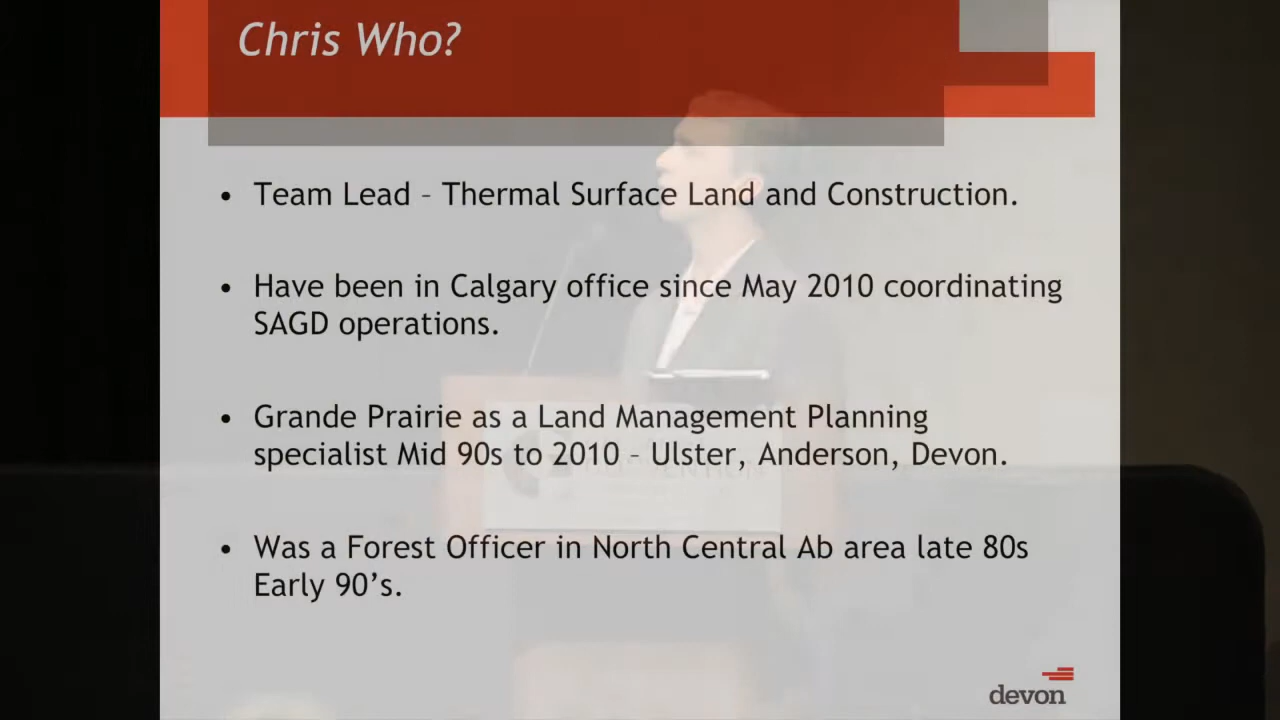 Chris Who?
• Team Lead – Thermal Surface Land and Construction.
• Have been in Calgary office since May 2010 coordinating
SAGD operations.
• Grande Prairie as a Land Management Planning
specialist Mid 90s to 2010 – Ulster, Anderson, Devon.
• Was a Forest Officer in North Central Ab area late 80s
Early 90’s.
devon